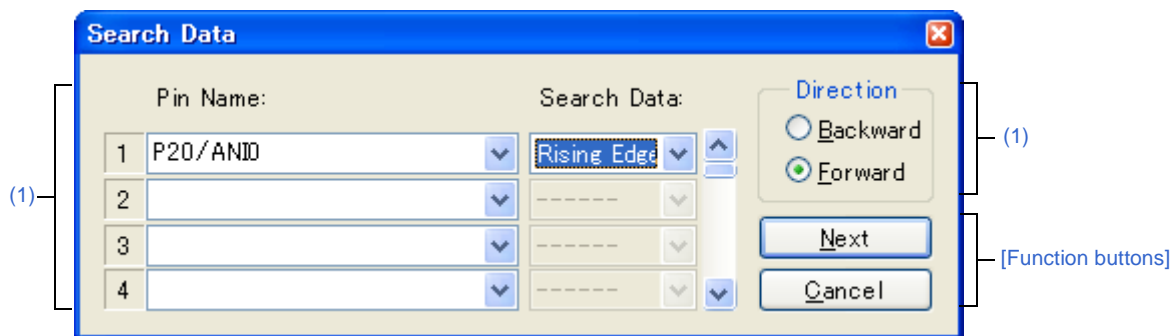 Search Data
Pin Name: Search Data:
1 P20/ANI0 Rising Edge
2 ------
3 ------
4 ------
Direction
Backward
Forward
Next
Cancel
(1)
(1)
[Function buttons]